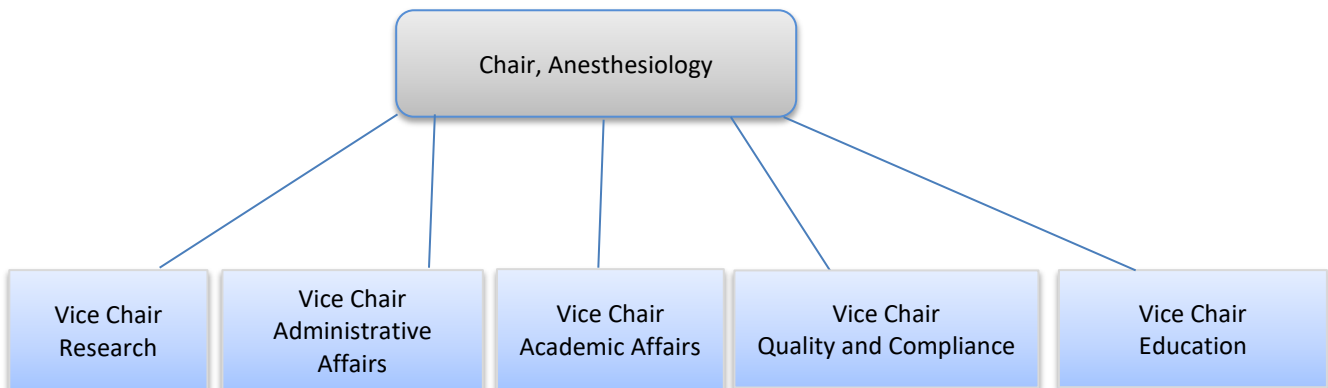 Chair, Anesthesiology
Vice Chair
Research
Vice Chair
Administrative
Affairs
Vice Chair
Academic Affairs
Vice Chair
Quality and Compliance
Vice Chair
Education